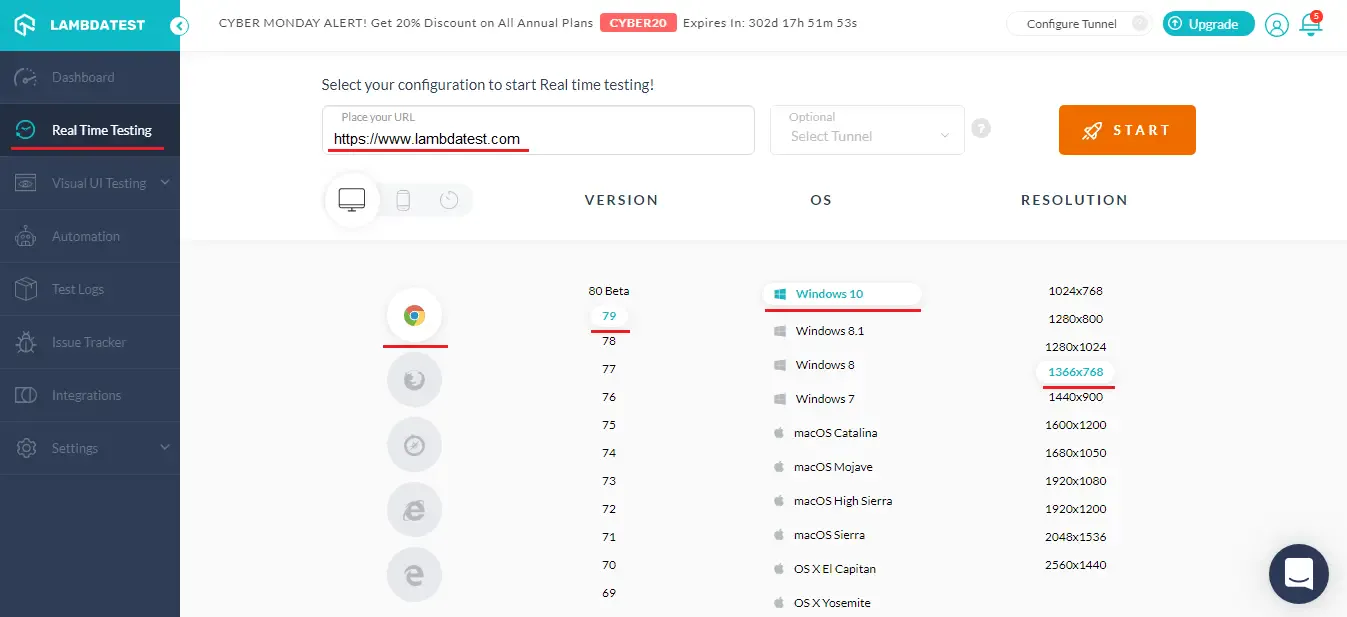 LAMBDATEST
CYBER MONDAY ALERT! Get 20% Discount on All Annual Plans CYBER20 Expires In: 302d 17h 51m 53s
Configure Tunnel ?
Upgrade
5
Dashboard
Real Time Testing
Visual UI Testing
Automation
Test Logs
Issue Tracker
Integrations
Settings
Select your configuration to start Real time testing!
Place your URL
https://www.lambdatest.com
Optional
Select Tunnel
?
START
VERSION
OS
RESOLUTION
80 Beta
79
78
77
76
75
74
73
72
71
70
69
Windows 10
Windows 8.1
Windows 8
Windows 7
macOS Catalina
macOS Mojave
macOS High Sierra
macOS Sierra
OS X El Capitan
OS X Yosemite
1024x768
1280x800
1280x1024
1366x768
1440x900
1600x1200
1680x1050
1920x1080
1920x1200
2048x1536
2560x1440